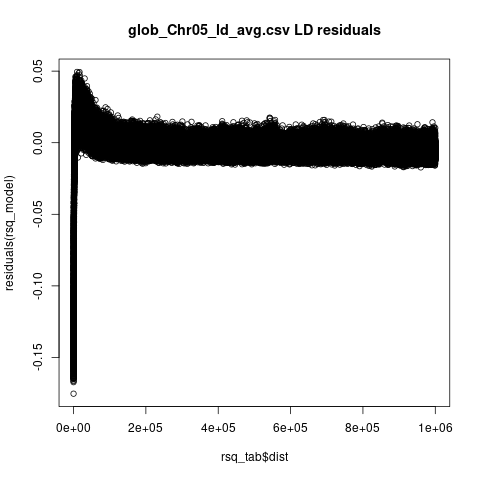 glob_Chr05_ld_avg.csv LD residuals
0.05
0.00
-0.05
-0.10
-0.15
residuals(rsq_model)
0e+00 2e+05 4e+05 6e+05 8e+05 1e+06
rsq_tab$dist